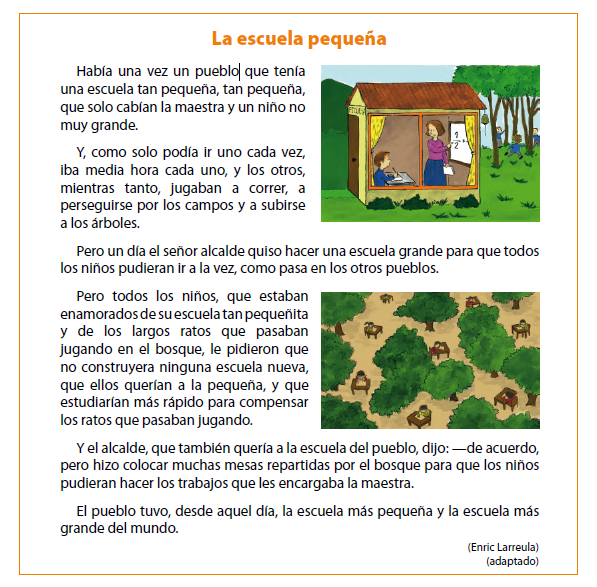 La escuela pequeña
Había una vez un pueblo que tenía
una escuela tan pequeña, tan pequeña,
que solo cabían la maestra y un niño no
muy grande.
ESCUELA
1
2
Y, como solo podía ir uno cada vez,
iba media hora cada uno, y los otros,
mientras tanto, jugaban a correr, a
perseguirse por los campos y a subirse
a los árboles.
Pero un día el señor alcalde quiso hacer una escuela grande para que todos
los niños pudieran ir a la vez, como pasa en los otros pueblos.
Pero todos los niños, que estaban
enamorados de su escuela tan pequeñita
y de los largos ratos que pasaban
jugando en el bosque, le pidieron que
no construyera ninguna escuela nueva,
que ellos querían a la pequeña, y que
estudiarían más rápido para compensar
los ratos que pasaban jugando.
Y el alcalde, que también quería a la escuela del pueblo, dijo: —de acuerdo,
pero hizo colocar muchas mesas repartidas por el bosque para que los niños
pudieran hacer los trabajos que les encargaba la maestra.
El pueblo tuvo, desde aquel día, la escuela más pequeña y la escuela más
grande del mundo.
(Enric Larreula)
(adaptado)